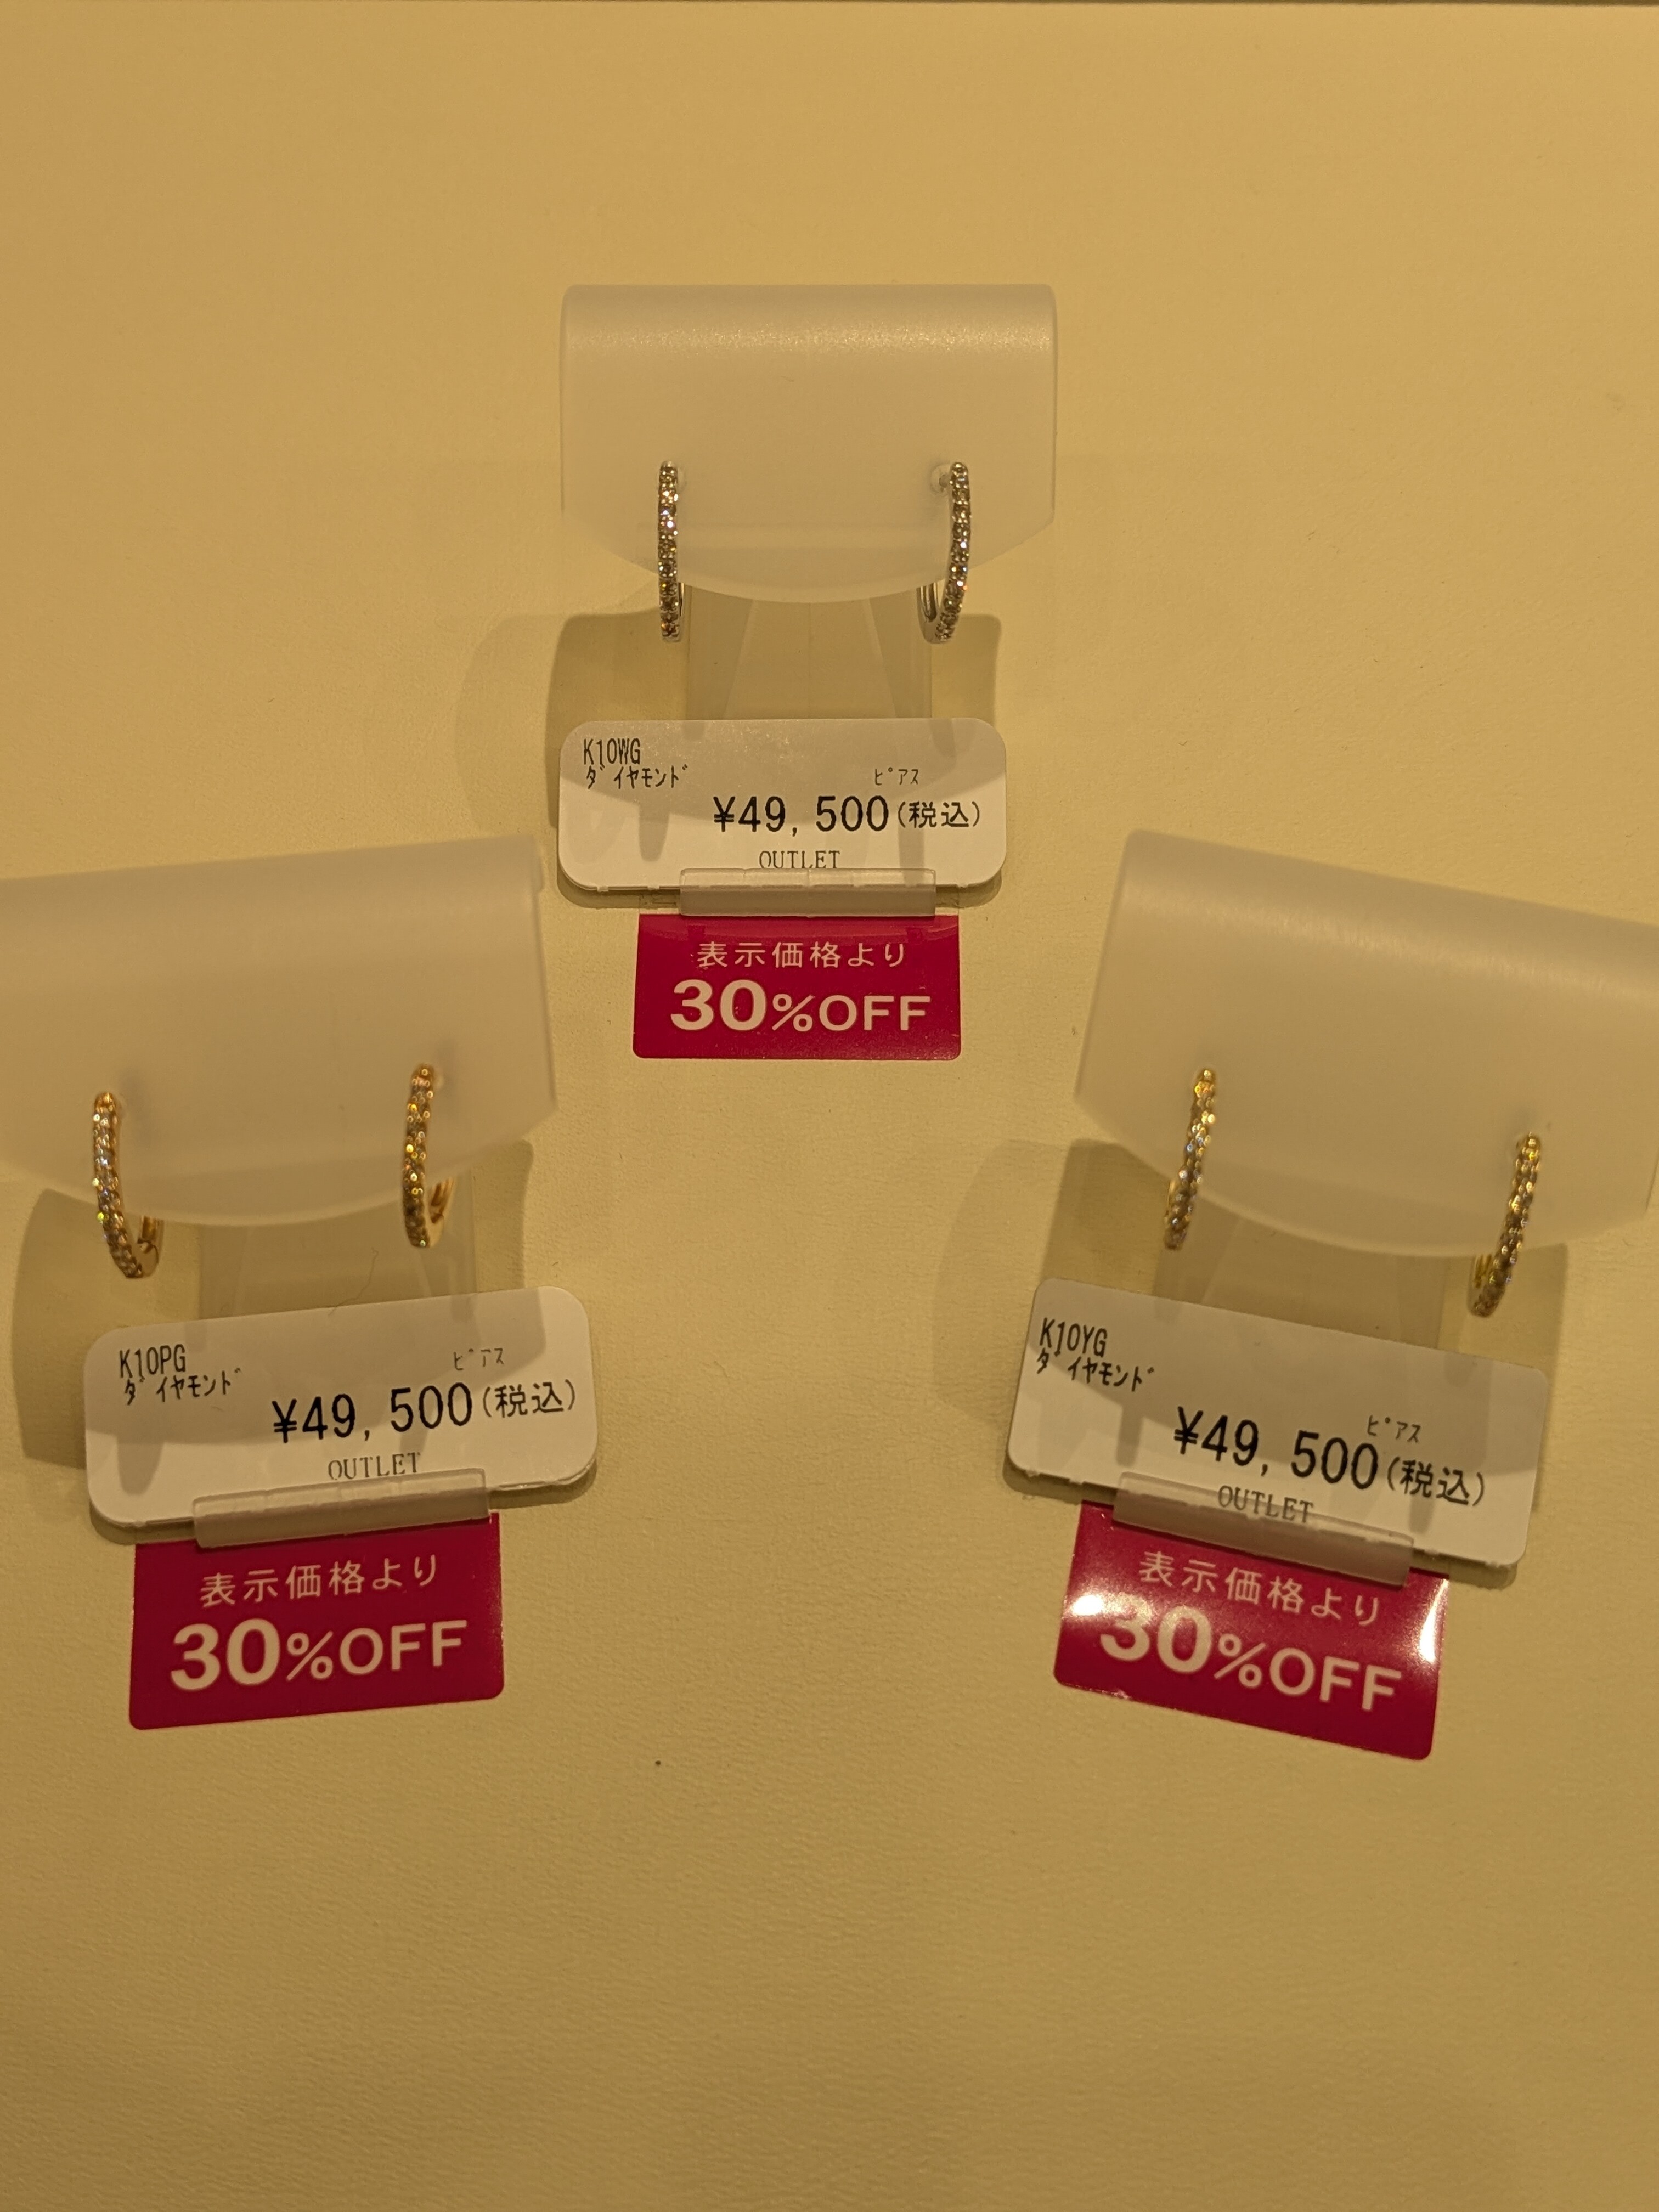 K10WG
ダイヤモンド ピアス
¥49,500(税込)
OUTLET
表示価格より
30%OFF
K10PG
ダイヤモンド ピアス
¥49,500(税込)
OUTLET
表示価格より
30%OFF
K10YG
ダイヤモンド ピアス
¥49,500(税込)
OUTLET
表示価格より
30%OFF